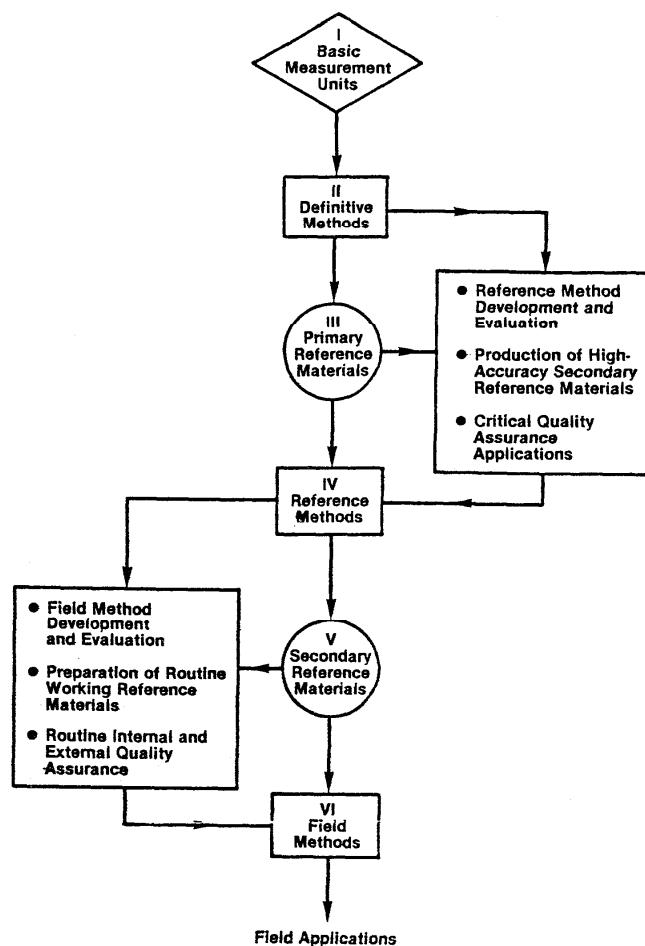 I
Basic
Measurement
Units
II
Definitive
Methods
III
Primary
Reference
Materials
● Reference Method
Development and
Evaluation
● Production of High-
Accuracy Secondary
Reference Materials
● Critical Quality
Assurance
Applications
IV
Reference
Methods
● Field Method
Development
and Evaluation
● Preparation of Routine
Working Reference
Materials
● Routine Internal and
External Quality
Assurance
V
Secondary
Reference
Materials
VI
Field
Methods
Field Applications